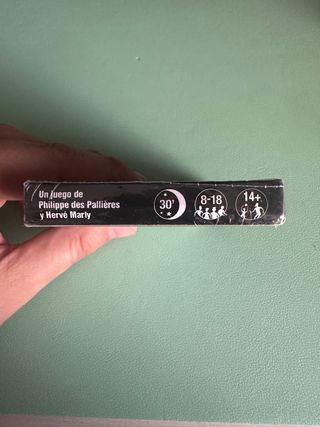 Un juego de
Philippe des Pallières
y Hervé Marly
30'
8-18
14+